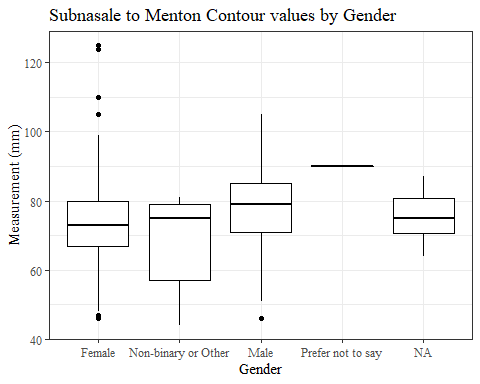 Subnasale to Menton Contour values by Gender
Measurement (mm)
120
100
80
60
40
Female Non-binary or Other Male Prefer not to say NA
Gender